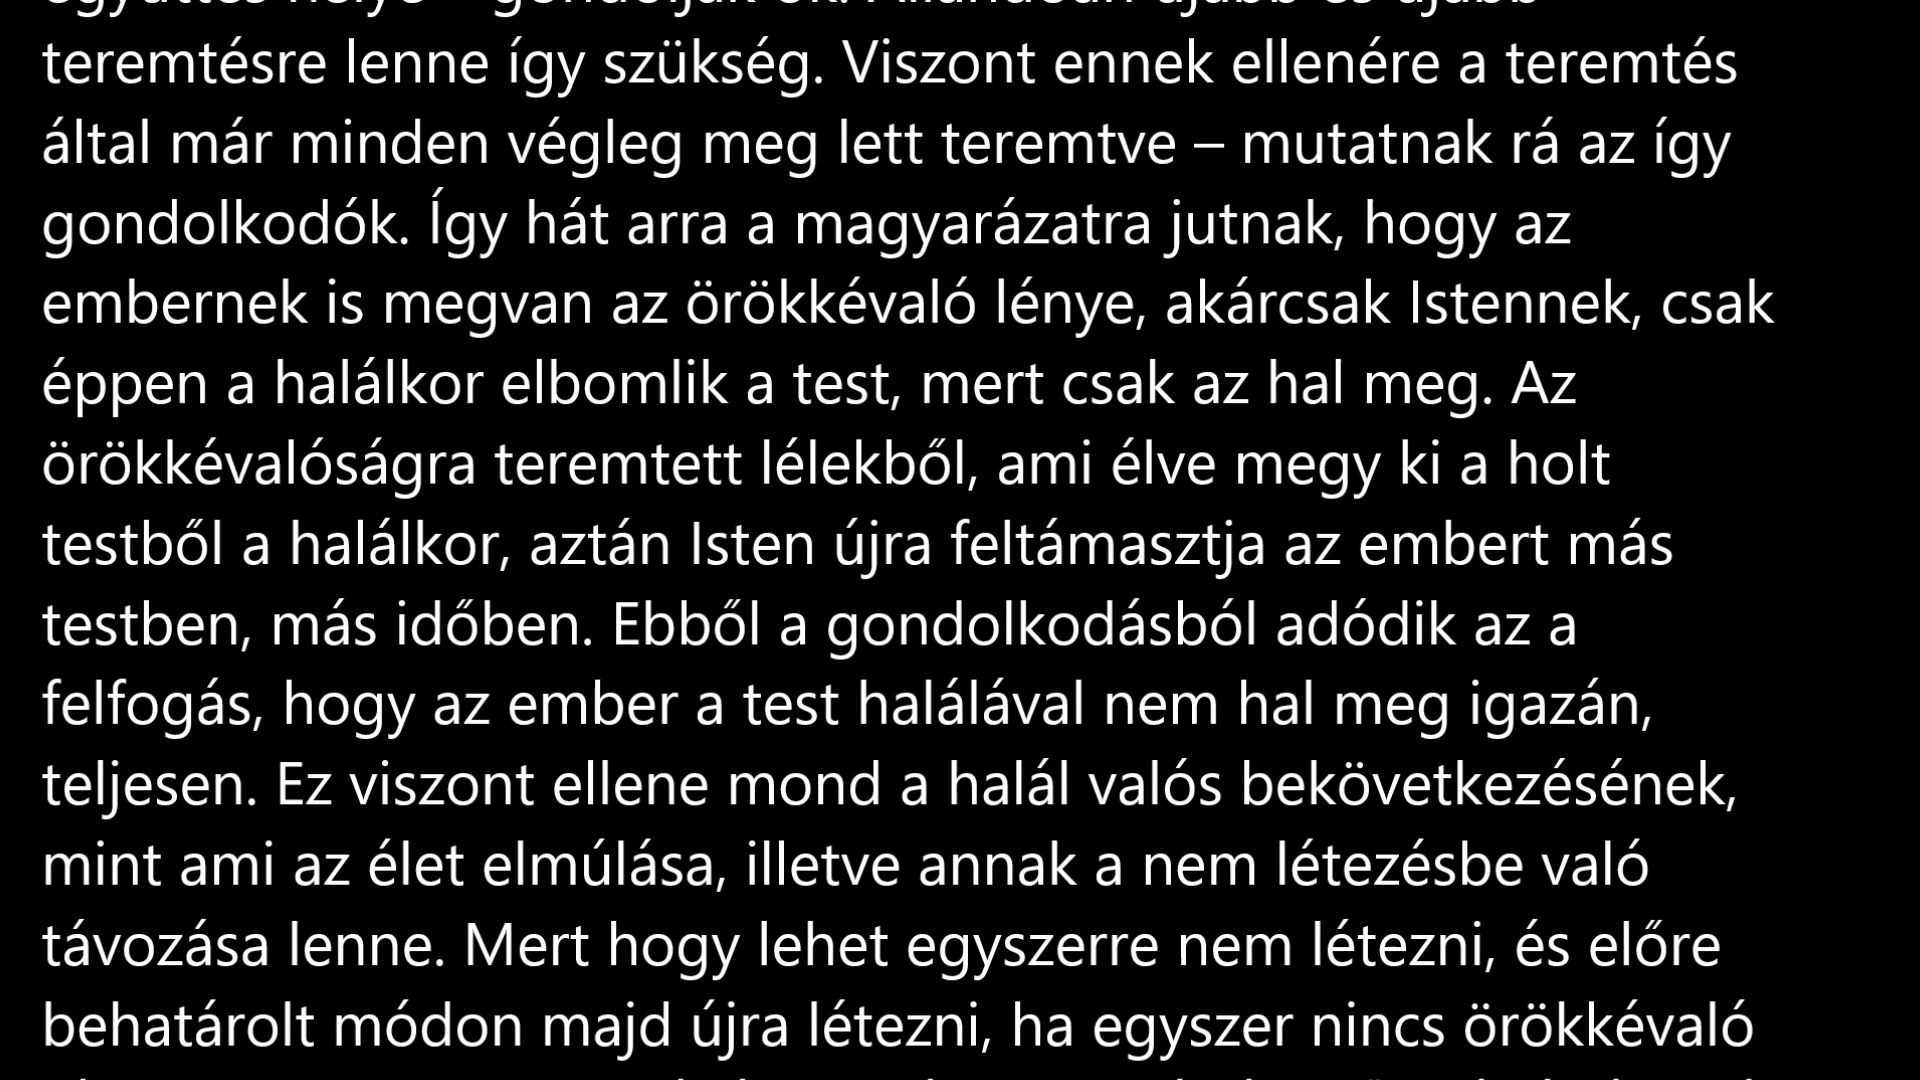 teremtésre lenne így szükség. Viszont ennek ellenére a teremtés
által már minden végleg meg lett teremtve – mutatnak rá az így
gondolkodók. Így hát arra a magyarázatra jutnak, hogy az
embernek is megvan az örökkévaló lénye, akárcsak Istennek, csak
éppen a halálkor elbomlik a test, mert csak az hal meg. Az
örökkévalóságra teremtett lélekből, ami élve megy ki a holt
testből a halálkor, aztán Isten újra feltámasztja az embert más
testben, más időben. Ebből a gondolkodásból adódik az a
felfogás, hogy az ember a test halálával nem hal meg igazán,
teljesen. Ez viszont ellene mond a halál valós bekövetkezésének,
mint ami az élet elmúlása, illetve annak a nem létezésbe való
távozása lenne. Mert hogy lehet egyszerre nem létezni, és előre
behatárolt módon majd újra létezni, ha egyszer nincs örökkévaló